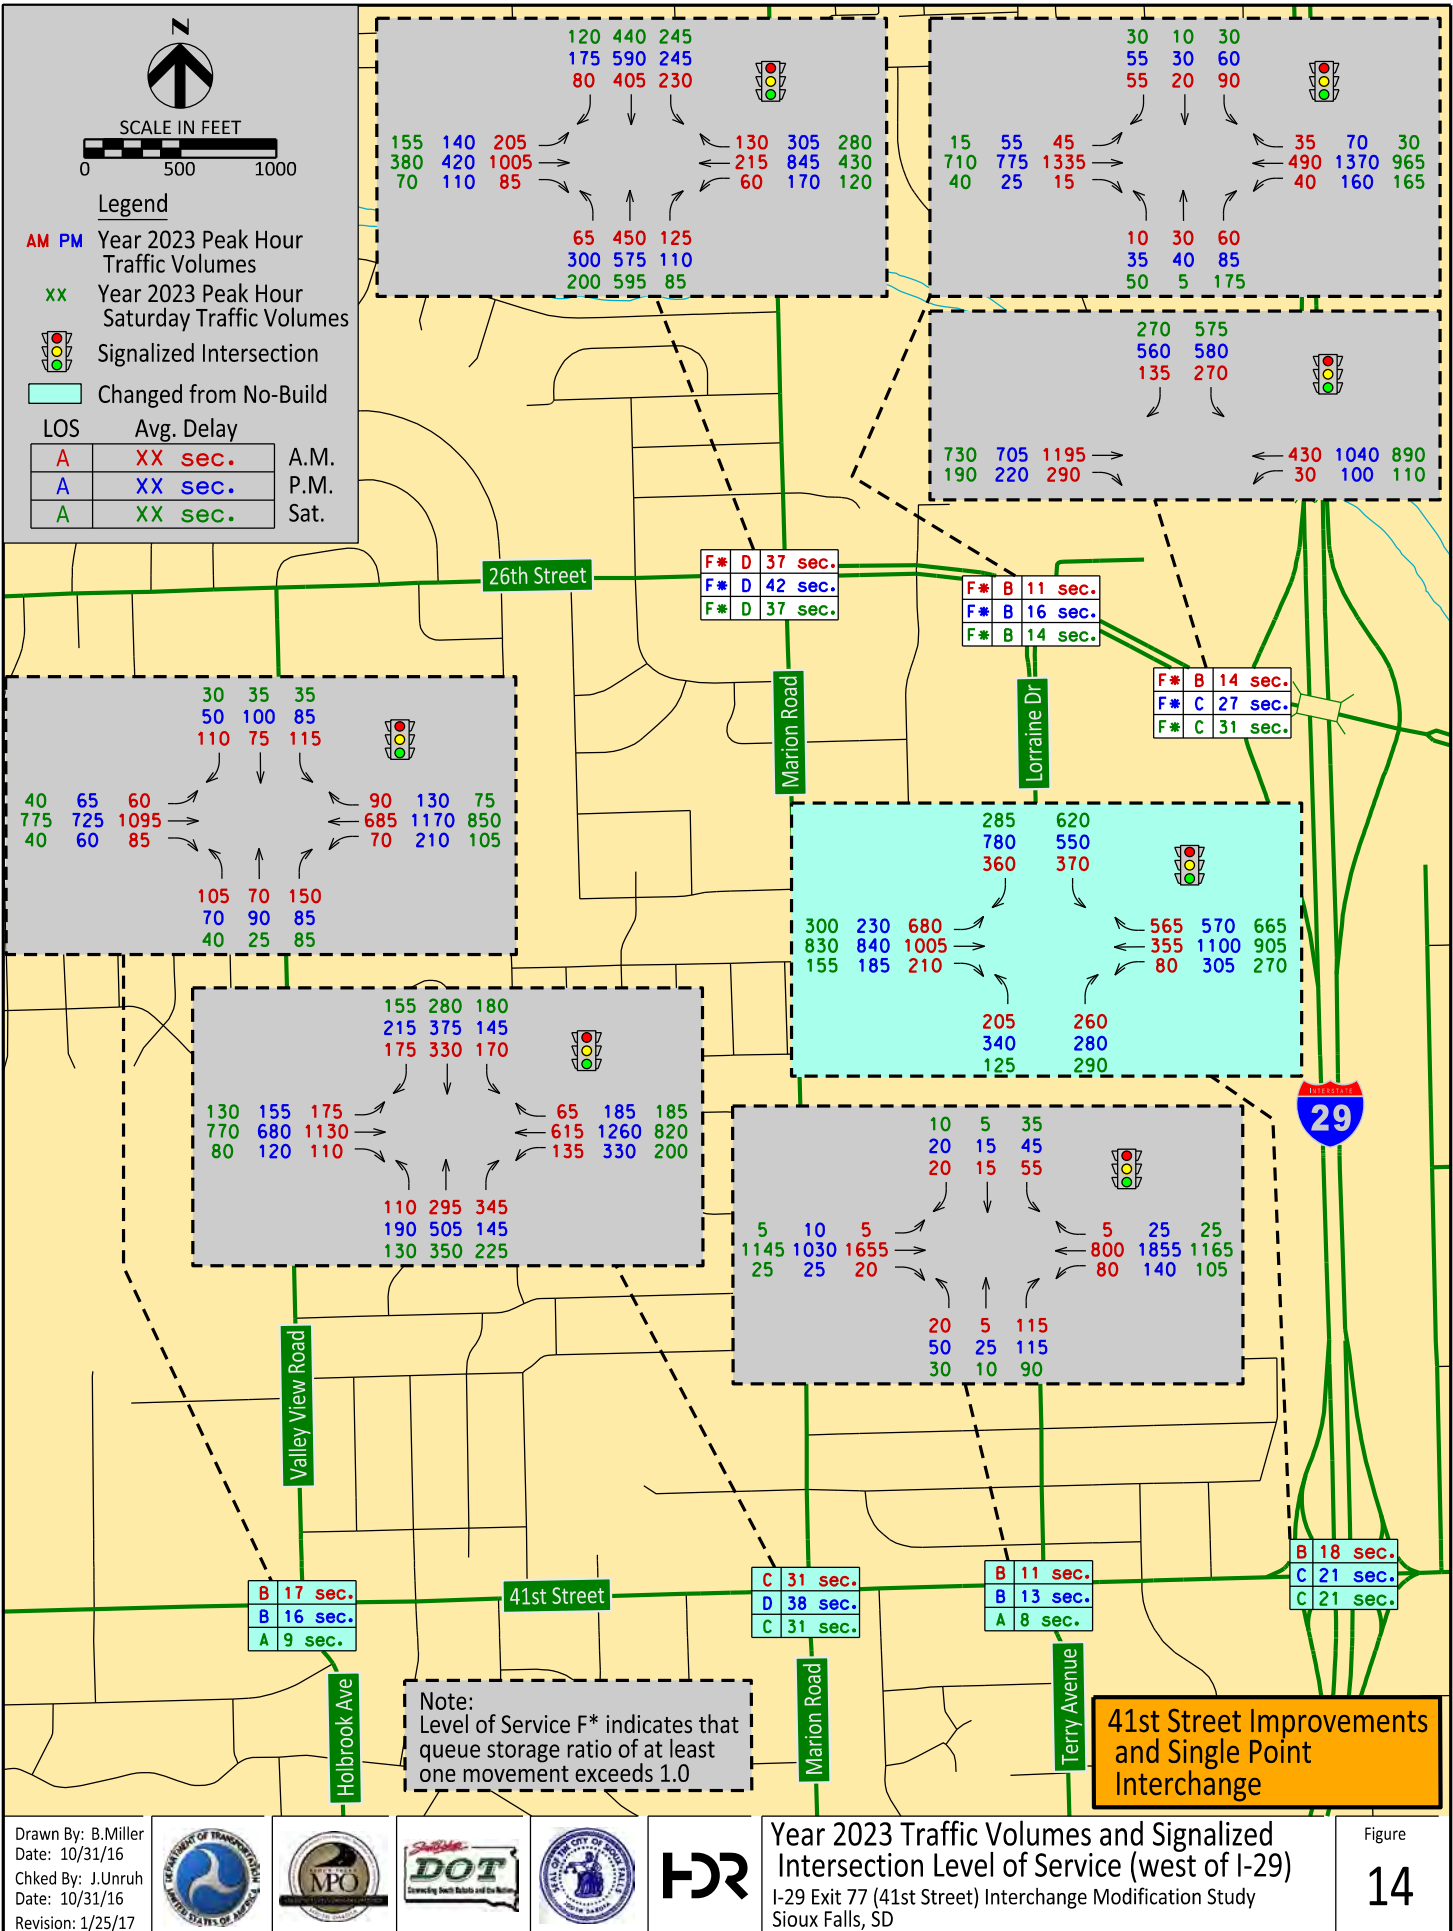 N
SCALE IN FEET
0 500 1000
Legend
AM PM Year 2023 Peak Hour
Traffic Volumes
XX Year 2023 Peak Hour
Saturday Traffic Volumes
Signalized Intersection
Changed from No-Build
LOS Avg. Delay
A XX sec. A.M.
A XX sec. P.M.
A XX sec. Sat.
120 440 245
175 590 245
80 405 230
155 140 205 130 305 280
380 420 1005 215 845 430
70 110 85 60 170 120
65 450 125
300 575 110
200 595 85
30 10 30
55 30 60
55 20 90
15 55 45 35 70 30
710 775 1335 490 1370 965
40 25 15 40 160 165
10 30 60
35 40 85
50 5 175
270 575
560 580
135 270
730 705 1195 430 1040 890
190 220 290 30 100 110
26th Street
F* D 37 sec.
F* D 42 sec.
F* D 37 sec.
F* B 11 sec.
F* B 16 sec.
F* B 14 sec.
F* B 14 sec.
F* C 27 sec.
F* C 31 sec.
Marion Road
Lorraine Dr
30 35 35
50 100 85
110 75 115
40 65 60 90 130 75
775 725 1095 685 1170 850
40 60 85 70 210 105
105 70 150
70 90 85
40 25 85
285 620
780 550
360 370
300 230 680 565 570 665
830 840 1005 355 1100 905
155 185 210 80 305 270
205 260
340 280
125 290
155 280 180
215 375 145
175 330 170
130 155 175 65 185 185
770 680 1130 615 1260 820
80 120 110 135 330 200
110 295 345
190 505 145
130 350 225
INTERSTATE
29
10 5 35
20 15 45
20 15 55
5 10 5 5 25 25
1145 1030 1655 800 1855 1165
25 25 20 80 140 105
20 5 115
50 25 115
30 10 90
Valley View Road
41st Street
B 17 sec.
B 16 sec.
A 9 sec.
C 31 sec.
D 38 sec.
C 31 sec.
B 11 sec.
B 13 sec.
A 8 sec.
B 18 sec.
C 21 sec.
C 21 sec.
Holbrook Ave
Marion Road
Terry Avenue
Note:
Level of Service F* indicates that
queue storage ratio of at least
one movement exceeds 1.0
41st Street Improvements
and Single Point
Interchange
Drawn By: B.Miller
Date: 10/31/16
Chked By: J.Unruh
Date: 10/31/16
Revision: 1/25/17
MPO
DOT
HDR
Year 2023 Traffic Volumes and Signalized
Intersection Level of Service (west of I-29)
I-29 Exit 77 (41st Street) Interchange Modification Study
Sioux Falls, SD
Figure
14